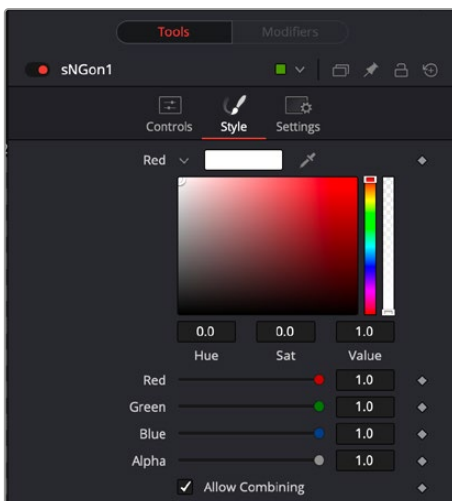 Tools Modifiers
sNGon1
Controls Style Settings
Red
0.0 0.0 1.0
Hue Sat Value
Red 1.0
Green 1.0
Blue 1.0
Alpha 1.0
Allow Combining